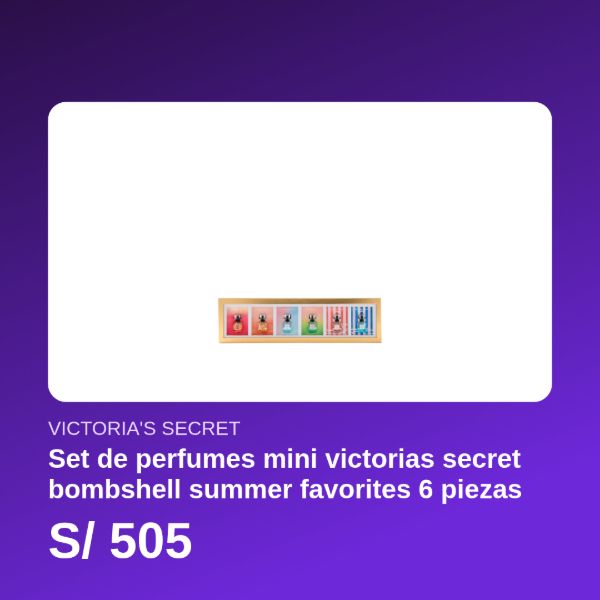 VICTORIA'S SECRET
Set de perfumes mini victorias secret
bombshell summer favorites 6 piezas
S/ 505